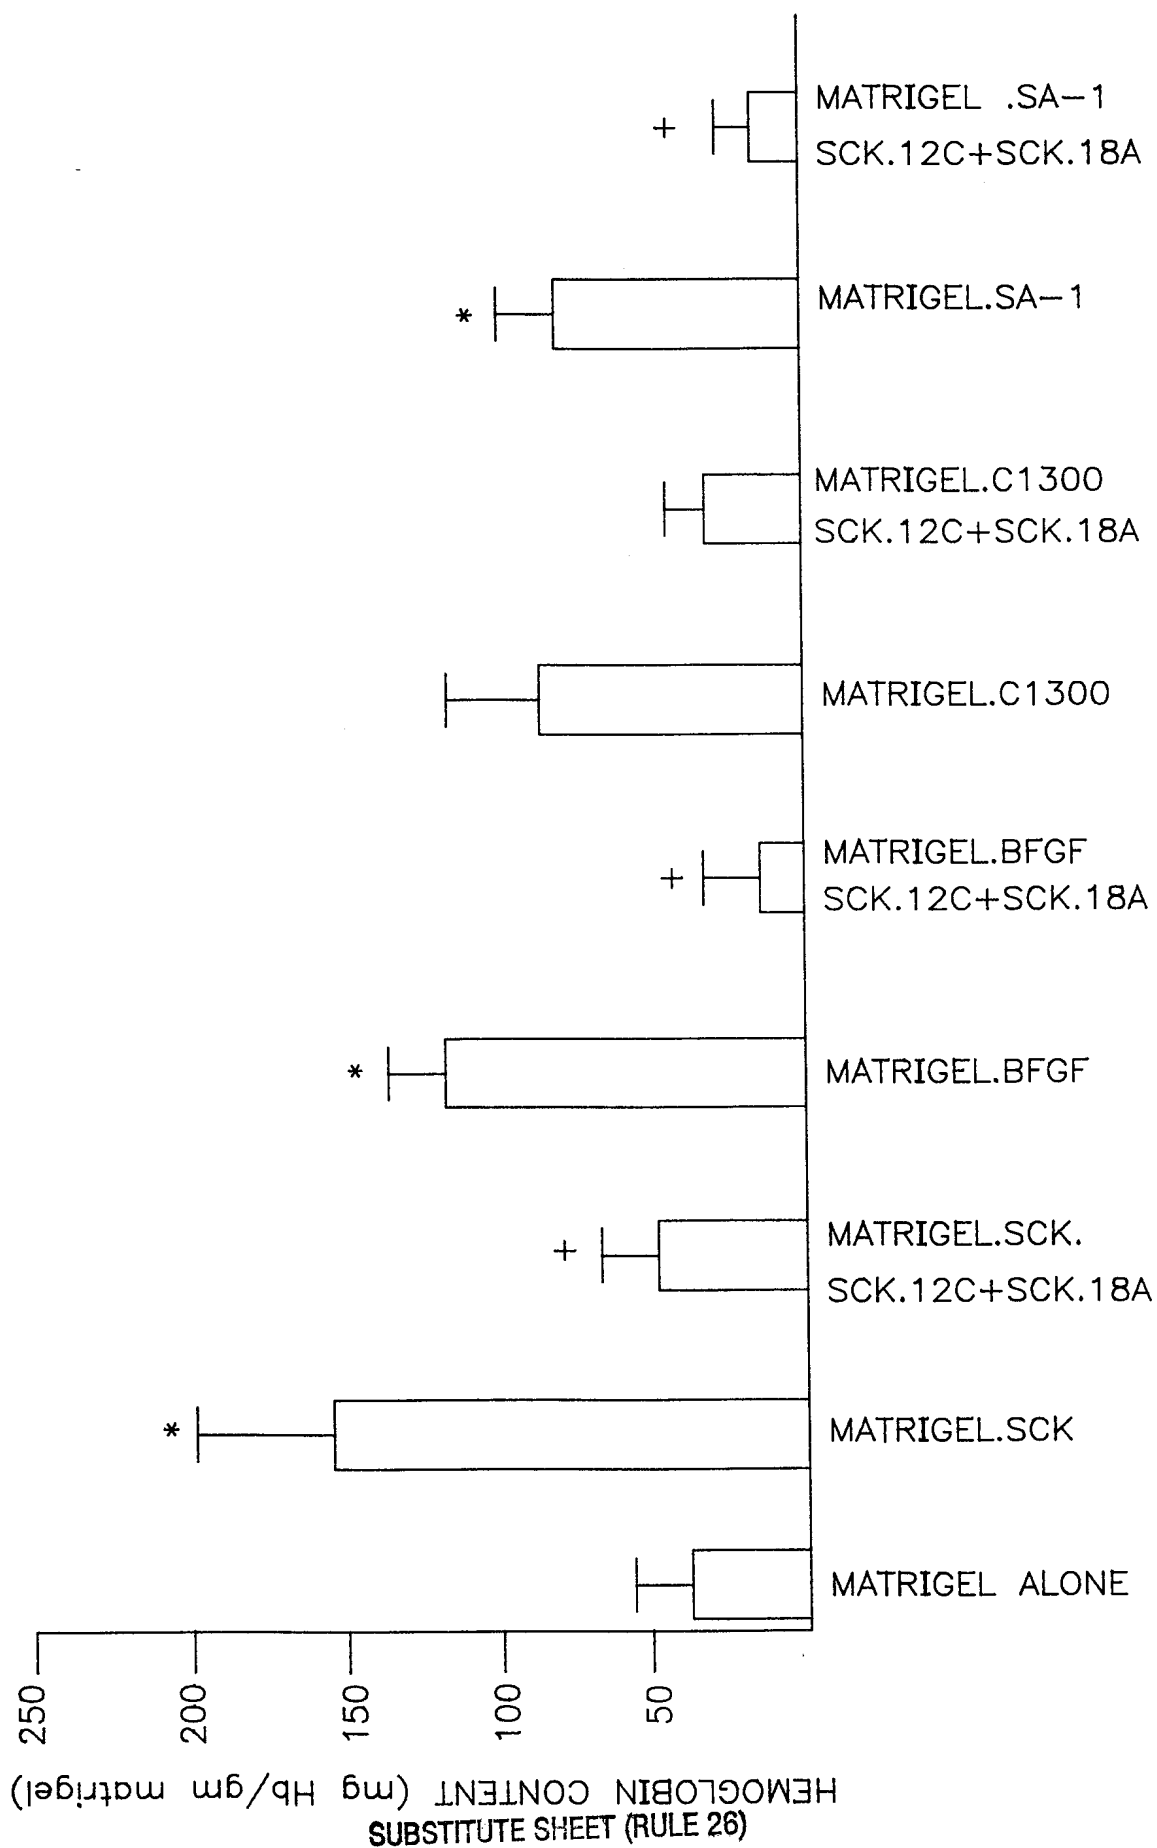 MATRIGEL .SA-1
SCK.12C+SCK.18A
*
MATRIGEL.SA-1
+
MATRIGEL.C1300
SCK.12C+SCK.18A
MATRIGEL.C1300
+
MATRIGEL.BFGF
SCK.12C+SCK.18A
*
MATRIGEL.BFGF
+
MATRIGEL.SCK.
SCK.12C+SCK.18A
*
MATRIGEL.SCK
MATRIGEL ALONE
250
200
150
100
50
HEMOGLOBIN CONTENT (mg Hb/gm matrigel)
SUBSTITUTE SHEET (RULE 26)